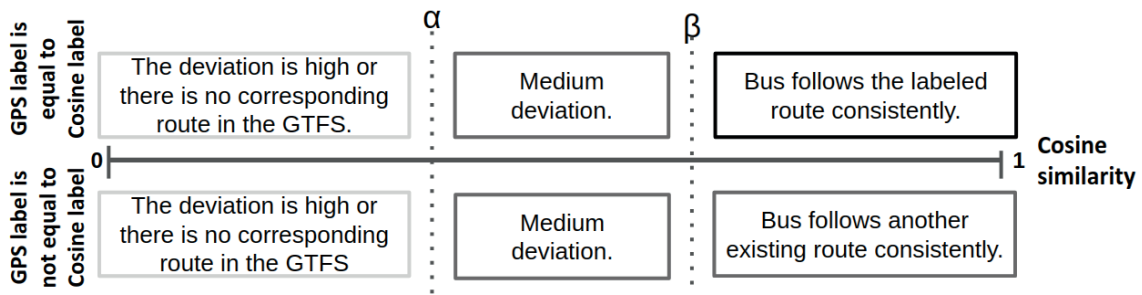 α
β
GPS label is
equal to
Cosine label
The deviation is high or
there is no corresponding
route in the GTFS.
Medium
deviation.
Bus follows the labeled
route consistently.
0
1
Cosine
similarity
GPS label is
not equal to
Cosine label
The deviation is high or
there is no corresponding
route in the GTFS
Medium
deviation.
Bus follows another
existing route consistently.